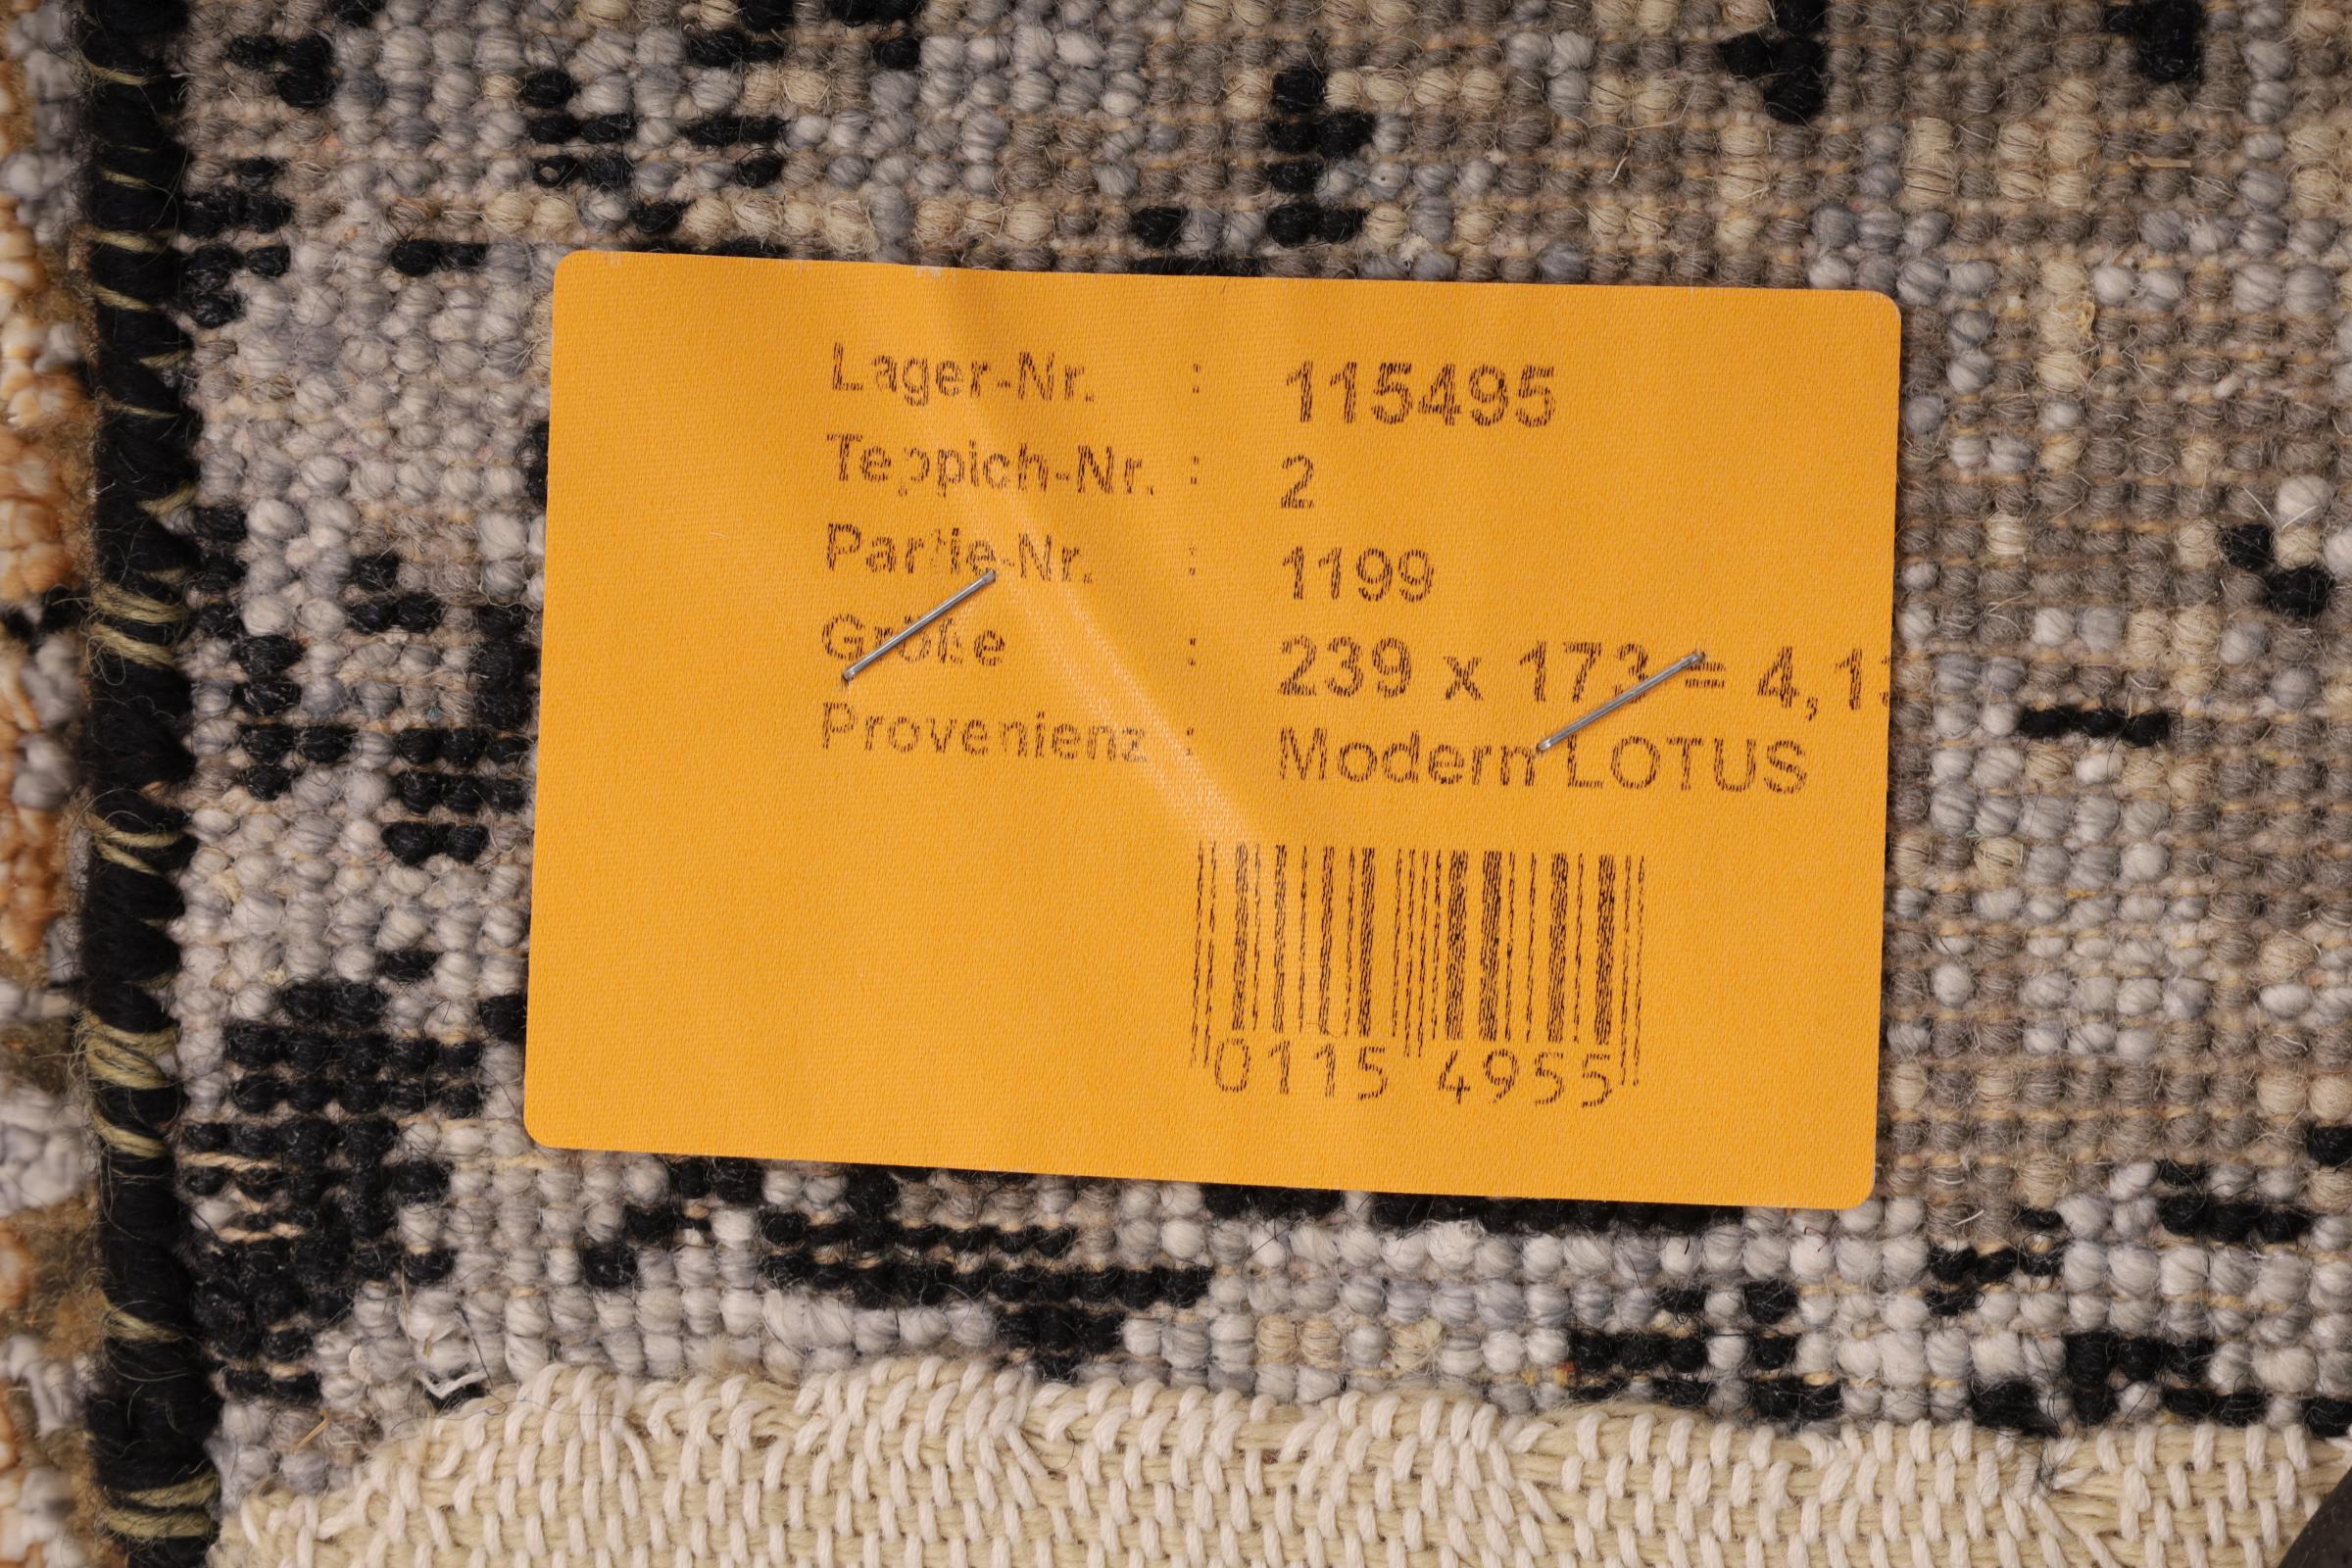 Lager-Nr. : 115495
Teppich-Nr. : 2
Partie-Nr. : 1199
Größe : 239 x 173 = 4,1
Provenienz : Modern LOTUS
0115 4955